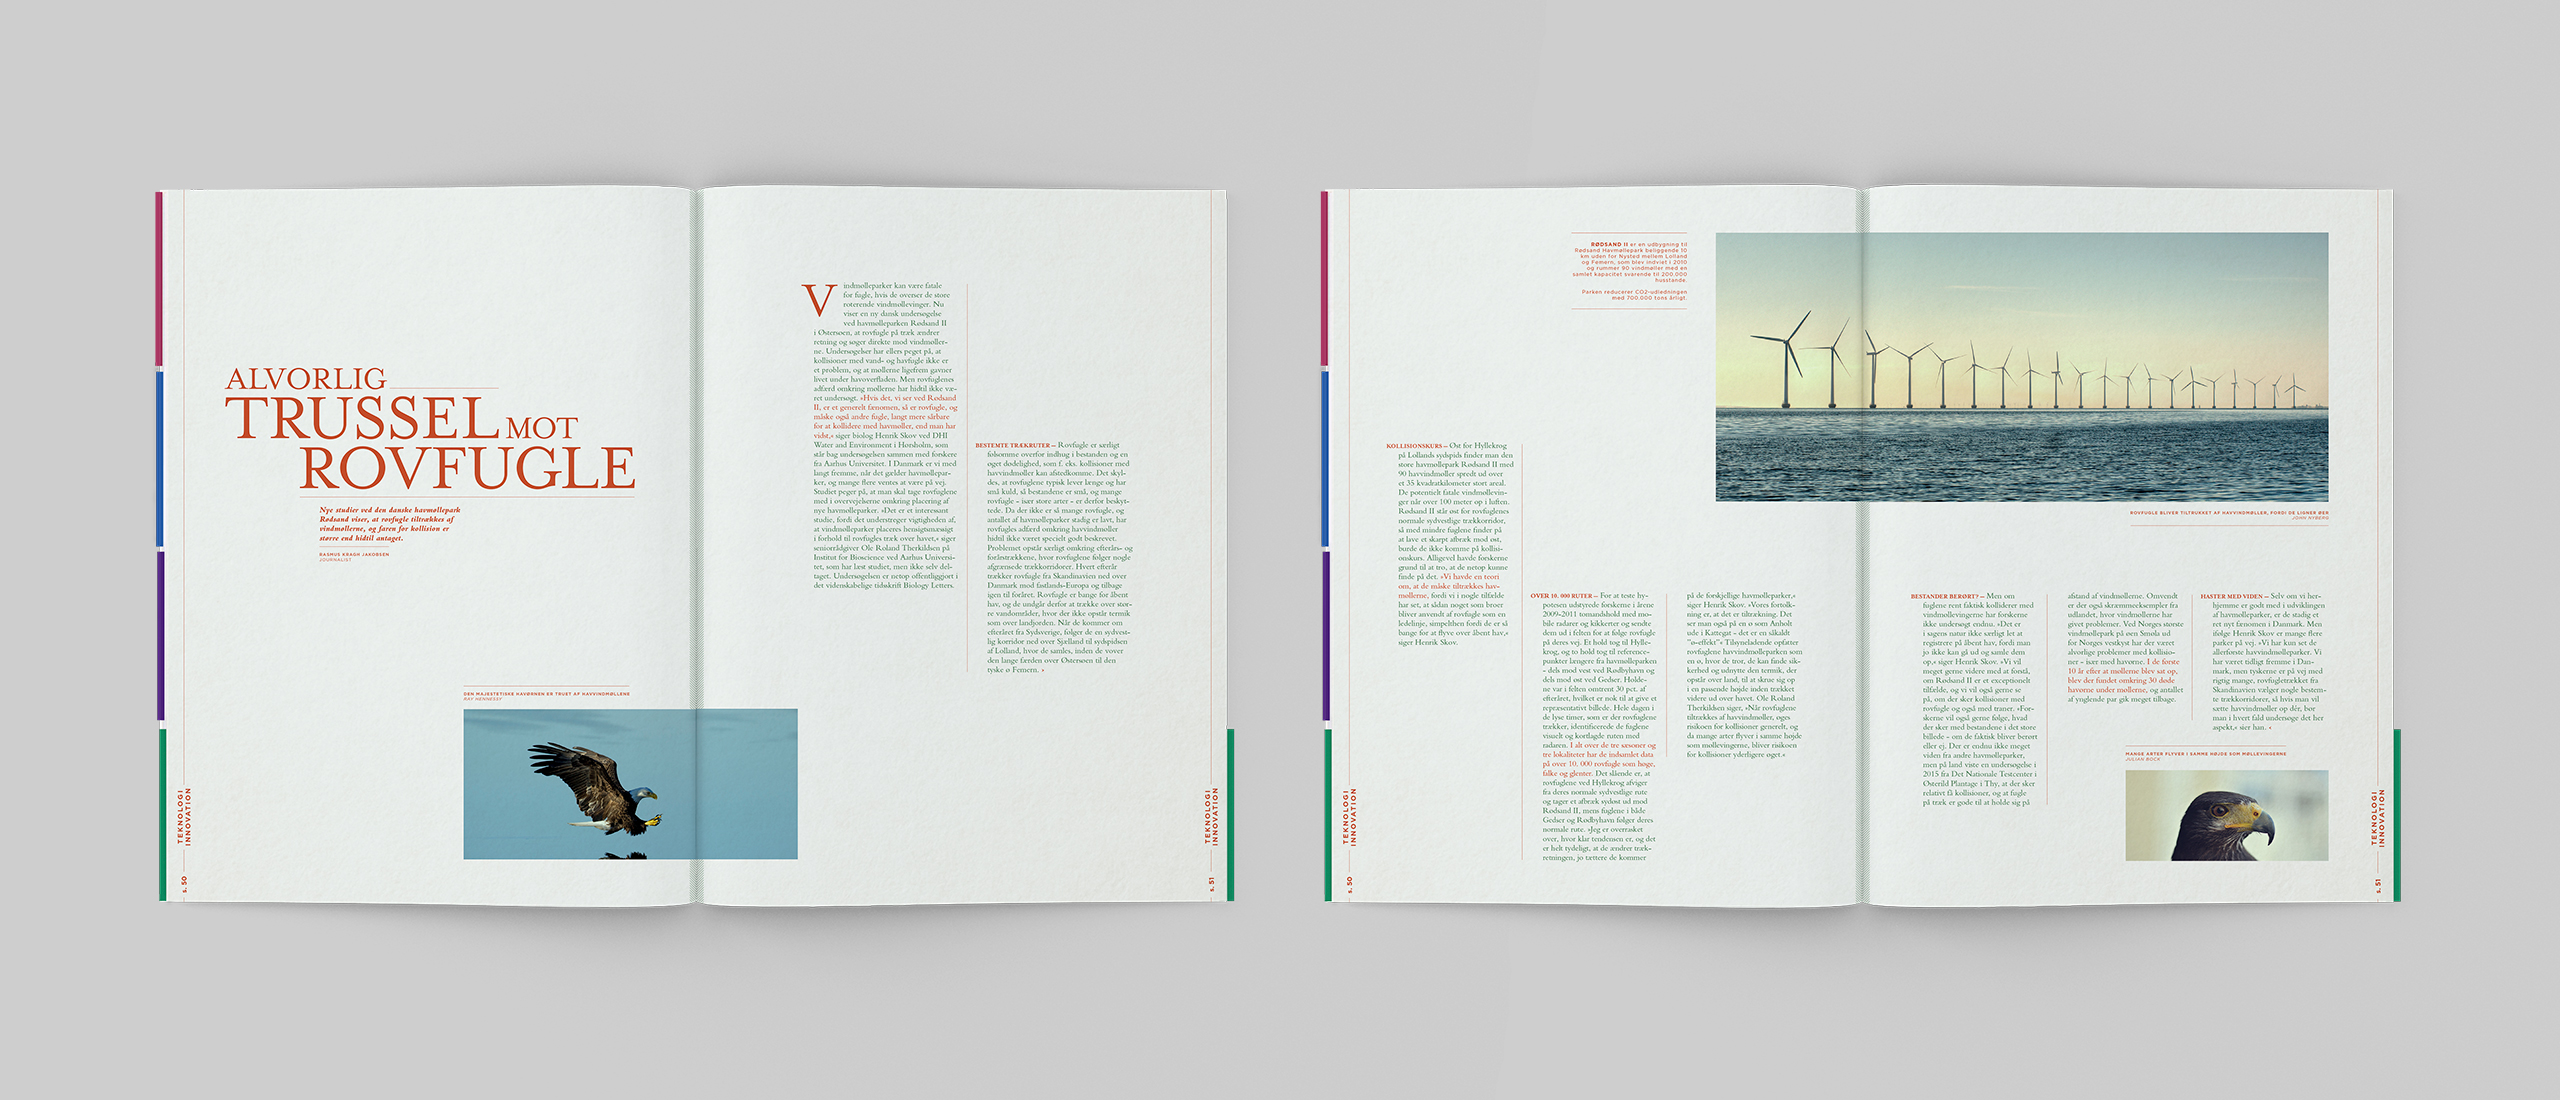 ALVORLIG
TRUSSEL MOT
ROVFUGLE
Nye studier ved den danske havmøllepark
Rødsand viser, at rovfugle tiltrækkes af
vindmøllerne, og faren for kollision er
større end hidtil antaget.
RASMUS KRAGH JAKOBSEN
JOURNALIST
DEN MAJESTETISKE HAVØRNEN ER TRUET AF HAVVINDMØLLENE
RAY HENNESSY
TEKNOLOGI
INNOVATION
s. 50
Vindmølleparker kan være fatale
for fugle, hvis de overser de store
roterende vindmøllevinger. Nu
viser en ny dansk undersøgelse
ved havmølleparken Rødsand II
i Østersøen, at rovfugle på træk ændrer
retning og søger direkte mod vindmøller-
ne. Undersøgelser har ellers peget på, at
kollisioner med vand- og havfugle ikke er
et problem, og at møllerne ligefrem gavner
livet under havoverfladen. Men rovfuglenes
adfærd omkring møllerne har hidtil ikke væ-
ret undersøgt. »Hvis det, vi ser ved Rødsand
II, er et generelt fænomen, så er rovfugle, og
måske også andre fugle, langt mere sårbare
for at kollidere med havmøller, end man har
vidst,« siger biolog Henrik Skov ved DHI
Water and Environment i Hørsholm, som
står bag undersøgelsen sammen med forskere
fra Aarhus Universitet. I Danmark er vi med
langt fremme, når det gælder havmøllepar-
ker, og mange flere ventes at være på vej.
Studiet peger på, at man skal tage rovfuglene
med i overvejelserne omkring placering af
nye havmølleparker. »Det er et interessant
studie, fordi det understreger vigtigheden af,
at vindmølleparker placeres hensigtsmæssigt
i forhold til rovfugles træk over havet,« siger
seniorrådgiver Ole Roland Therkildsen på
Institut for Bioscience ved Aarhus Universi-
tet, som har læst studiet, men ikke selv del-
taget. Undersøgelsen er netop offentliggjort i
det videnskabelige tidsskrift Biology Letters.
BESTEMTE TRÆKRUTER – Rovfugle er særligt
følsomme overfor indhug i bestanden og en
øget dødelighed, som f. eks. kollisioner med
havvindmøller kan afstedkomme. Det skyl-
des, at rovfuglene typisk lever længe og har
små kuld, så bestandene er små, og mange
rovfugle – især store arter – er derfor beskyt-
tede. Da der ikke er så mange rovfugle, og
antallet af havmølleparker stadig er lavt, har
rovfugles adfærd omkring havvindmøller
hidtil ikke været specielt godt beskrevet.
Problemet opstår særligt omkring efterårs- og
forårstrækkene, hvor rovfuglene følger nogle
afgrænsede trækkorridorer. Hvert efterår
trækker rovfugle fra Skandinavien ned over
Danmark mod fastlands-Europa og tilbage
igen til foråret. Rovfugle er bange for åbent
hav, og de undgår derfor at trække over stør-
re vandområder, hvor der ikke opstår termik
som over landjorden. Når de kommer om
efteråret fra Sydsverige, følger de en sydvest-
lig korridor ned over Sjælland til sydspidsen
af Lolland, hvor de samles, inden de vover
den lange færden over Østersøen til den
tyske ø Femern.
TEKNOLOGI
INNOVATION
s. 51
RØDSAND II er en udbygning til
Rødsand Havmøllepark beliggende 10
km uden for Nysted mellem Lolland
og Femern, som blev indviet i 2010
og rummer 90 vindmøller med en
samlet kapacitet svarende til 200.000
husstande.
Parken reducerer CO2-udledningen
med 700.000 tons årligt.
ROVFUGLE BLIVER TILTRUKKET AF HAVVINDMØLLER, FORDI DE LIGNER ØER
JOHN NYBERG
KOLLISIONSKURS – Øst for Hyllekrog
på Lollands sydspids finder man den
store havmøllepark Rødsand II med
90 havvindmøller spredt ud over
et 35 kvadratkilometer stort areal.
De potentielt fatale vindmøllevin-
ger når over 100 meter op i luften.
Rødsand II står øst for rovfuglenes
normale sydvestlige trækkorridor,
så med mindre fuglene finder på
at lave et skarpt afbræk mod øst,
burde de ikke komme på kollisi-
onskurs. Alligevel havde forskerne
grund til at tro, at de netop kunne
finde på det. »Vi havde en teori
om, at de måske tiltrækkes hav-
møllerne, fordi vi i nogle tilfælde
har set, at sådan noget som broer
bliver anvendt af rovfugle som en
ledelinje, simpelthen fordi de er så
bange for at flyve over åbent hav,«
siger Henrik Skov.
OVER 10. 000 RUTER – For at teste hy-
potesen udstyrede forskerne i årene
2009-2011 tomandshold med mo-
bile radarer og kikkerter og sendte
dem ud i felten for at følge rovfugle
på deres vej. Et hold tog til Hylle-
krog, og to hold tog til reference-
punkter længere fra havmølleparken
– dels mod vest ved Rødbyhavn og
dels mod øst ved Gedser. Holde-
ne var i felten omtrent 30 pct. af
efteråret, hvilket er nok til at give et
repræsentativt billede. Hele dagen i
de lyse timer, som er der rovfuglene
trækker, identificerede de fuglene
visuelt og kortlagde ruten med
radaren. I alt over de tre sæsoner og
tre lokaliteter har de indsamlet data
på over 10. 000 rovfugle som høge,
falke og glenter. Det slående er, at
rovfuglene ved Hyllekrog afviger
fra deres normale sydvestlige rute
og tager et afbræk sydøst ud mod
Rødsand II, mens fuglene i både
Gedser og Rødbyhavn følger deres
normale rute. »Jeg er overrasket
over, hvor klar tendensen er, og det
er helt tydeligt, at de ændrer træk-
retningen, jo tættere de kommer
på de forskjellige havmølleparker,«
siger Henrik Skov. »Vores fortolk-
ning er, at det er tiltrækning. Det
ser man også på en ø som Anholt
ude i Kattegat – det er en såkaldt
”ø-effekt”« Tilsyneladende opfatter
rovfuglene havvindmølleparken som
en ø, hvor de tror, de kan finde sik-
kerhed og udnytte den termik, der
opstår over land, til at skrue sig op
i en passende højde inden trækket
videre ud over havet. Ole Roland
Therkildsen siger, »Når rovfuglene
tiltrækkes af havvindmøller, øges
risikoen for kollisioner generelt, og
da mange arter flyver i samme højde
som møllevingerne, bliver risikoen
for kollisioner yderligere øget.«
BESTANDER BERØRT? – Men om
fuglene rent faktisk kolliderer med
vindmøllevingerne har forskerne
ikke undersøgt endnu. »Det er
i sagens natur ikke særligt let at
registrere på åbent hav, fordi man
jo ikke kan gå ud og samle dem
op,« siger Henrik Skov. »Vi vil
meget gerne videre med at forstå,
om Rødsand II er et exceptionelt
tilfælde, og vi vil også gerne se
på, om der sker kollisioner med
rovfugle og også med traner. »For-
skerne vil også gerne følge, hvad
der sker med bestandene i det store
billede – om de faktisk bliver berørt
eller ej. Der er endnu ikke meget
viden fra andre havmølleparker,
men på land viste en undersøgelse i
2015 fra Det Nationale Testcenter i
Østerild Plantage i Thy, at der sker
relativt få kollisioner, og at fugle
på træk er gode til at holde sig på
afstand af vindmøllerne. Omvendt
er der også skræmmeeksempler fra
udlandet, hvor vindmøllerne har
givet problemer. Ved Norges største
vindmøllepark på øen Smøla ud
for Norges vestkyst har der været
alvorlige problemer med kollisio-
ner – især med havørne. I de første
10 år efter at møllerne blev sat op,
blev der fundet omkring 30 døde
havørne under møllerne, og antallet
af ynglende par gik meget tilbage.
HASTER MED VIDEN – Selv om vi her-
hjemme er godt med i udviklingen
af havmølleparker, er de stadig et
ret nyt fænomen i Danmark. Men
ifølge Henrik Skov er mange flere
parker på vej. »Vi har kun set de
allerførste havvindmølleparker. Vi
har været tidligt fremme i Dan-
mark, men tyskerne er på vej med
rigtig mange, rovfugletrækket fra
Skandinavien vælger nogle bestem-
te trækkorridorer, så hvis man vil
sætte havvindmøller op dér, bør
man i hvert fald undersøge det her
aspekt,« sier han.
MANGE ARTER FLYVER I SAMME HØJDE SOM MØLLEVINGERNE
JULIAN BOCK
TEKNOLOGI
INNOVATION
s. 50
TEKNOLOGI
INNOVATION
s. 51